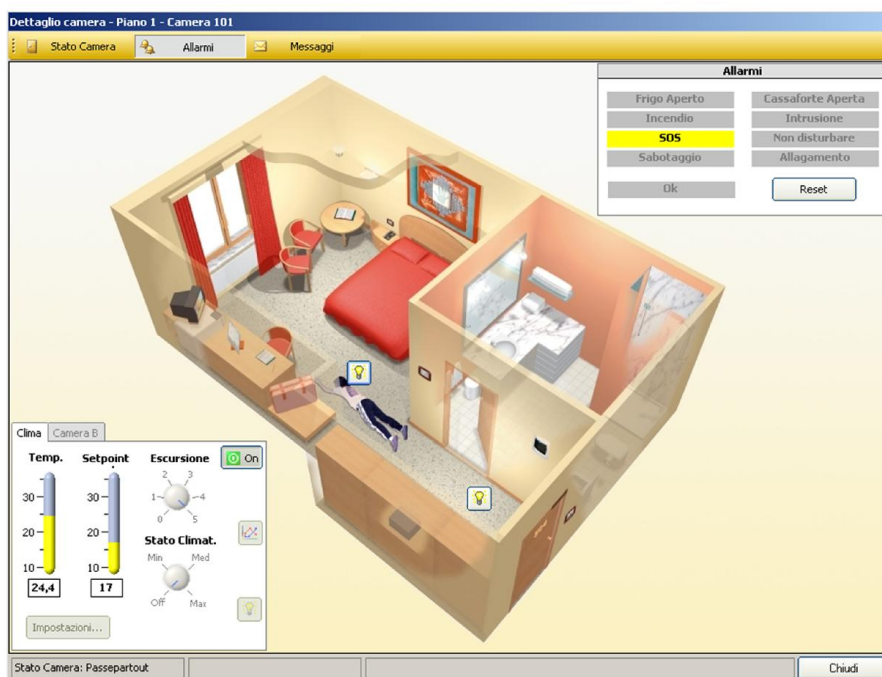 Dettaglio camera - Piano 1 - Camera 101
Stato Camera Allarmi Messaggi
Allarmi
Frigo Aperto Cassaforte Aperta
Incendio Intrusione
SOS Non disturbare
Sabotaggio Allagamento
Ok Reset
Clima Camera B
Temp. Setpoint Escursione On
2 3
30 30 1 4
0 5
20 20
Stato Climat.
Min Med
10 10
24,4 17 Off Max
Impostazioni...
Stato Camera: Passepartout Chiudi